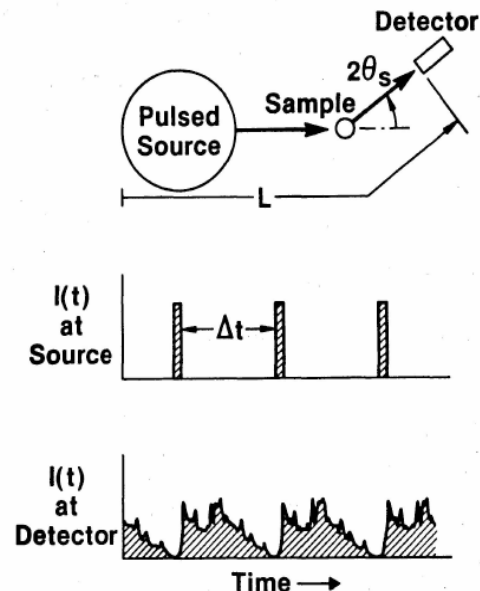 Detector
2θs
Sample
Pulsed
Source
L
I(t)
at
Source
Δt
I(t)
at
Detector
Time